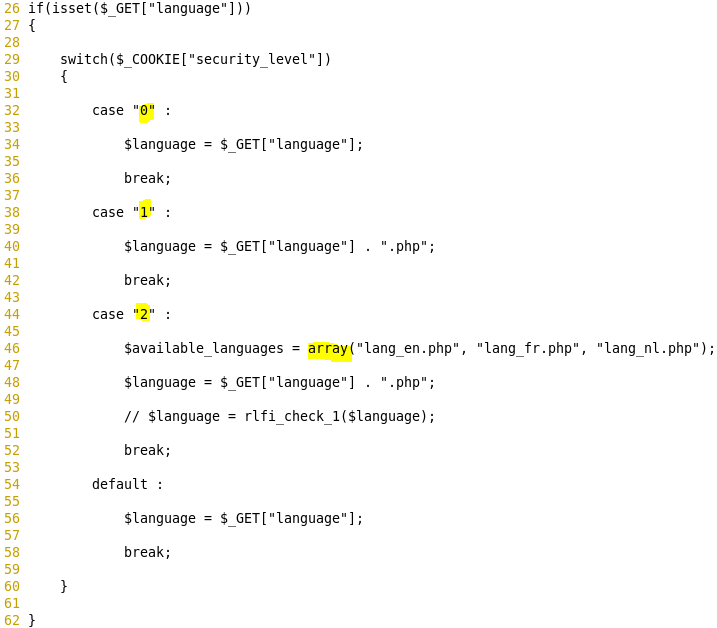 26 if(isset($_GET["language"]))
27 {
28
29     switch($_COOKIE["security_level"])
30     {
31
32         case "0" :
33
34             $language = $_GET["language"];
35
36             break;
37
38         case "1" :
39
40             $language = $_GET["language"] . ".php";
41
42             break;
43
44         case "2" :
45
46             $available_languages = array("lang_en.php", "lang_fr.php", "lang_nl.php");
47
48             $language = $_GET["language"] . ".php";
49
50             // $language = rlfi_check_1($language);
51
52             break;
53
54         default :
55
56             $language = $_GET["language"];
57
58             break;
59
60     }
61
62 }